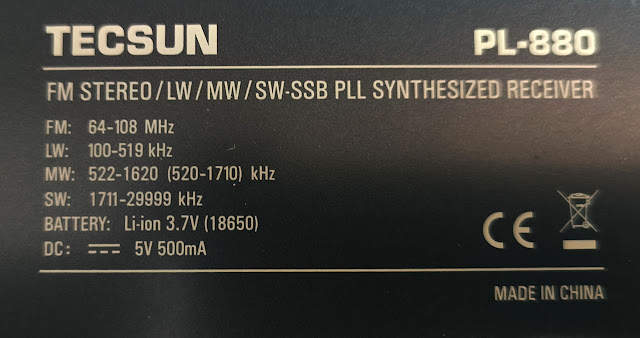 TECSUN PL-880
FM STEREO/LW/MW/SW-SSB PLL SYNTHESIZED RECEIVER
FM: 64-108 MHz
LW: 100-519 kHz
MW: 522-1620 (520-1710) kHz
SW: 1711-29999 kHz
BATTERY: Li-ion 3.7V (18650)
DC: ⎓ 5V 500mA
CE
MADE IN CHINA